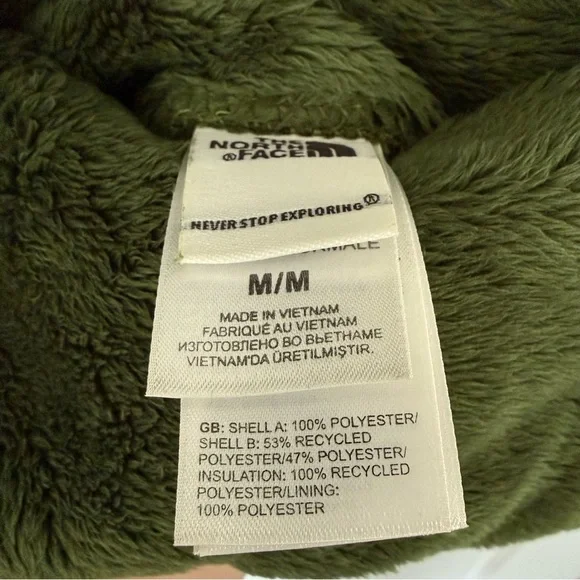 THE
NORTH
®FACE
NEVER STOP EXPLORING®
M/M
MADE IN VIETNAM
FABRIQUÉ AU VIETNAM
ИЗГОТОВЛЕНО ВО ВЬЕТНАМЕ
VIETNAM'DA ÜRETILMIŞTIR.
GB: SHELL A: 100% POLYESTER/
SHELL B: 53% RECYCLED
POLYESTER/47% POLYESTER/
INSULATION: 100% RECYCLED
POLYESTER/LINING:
100% POLYESTER